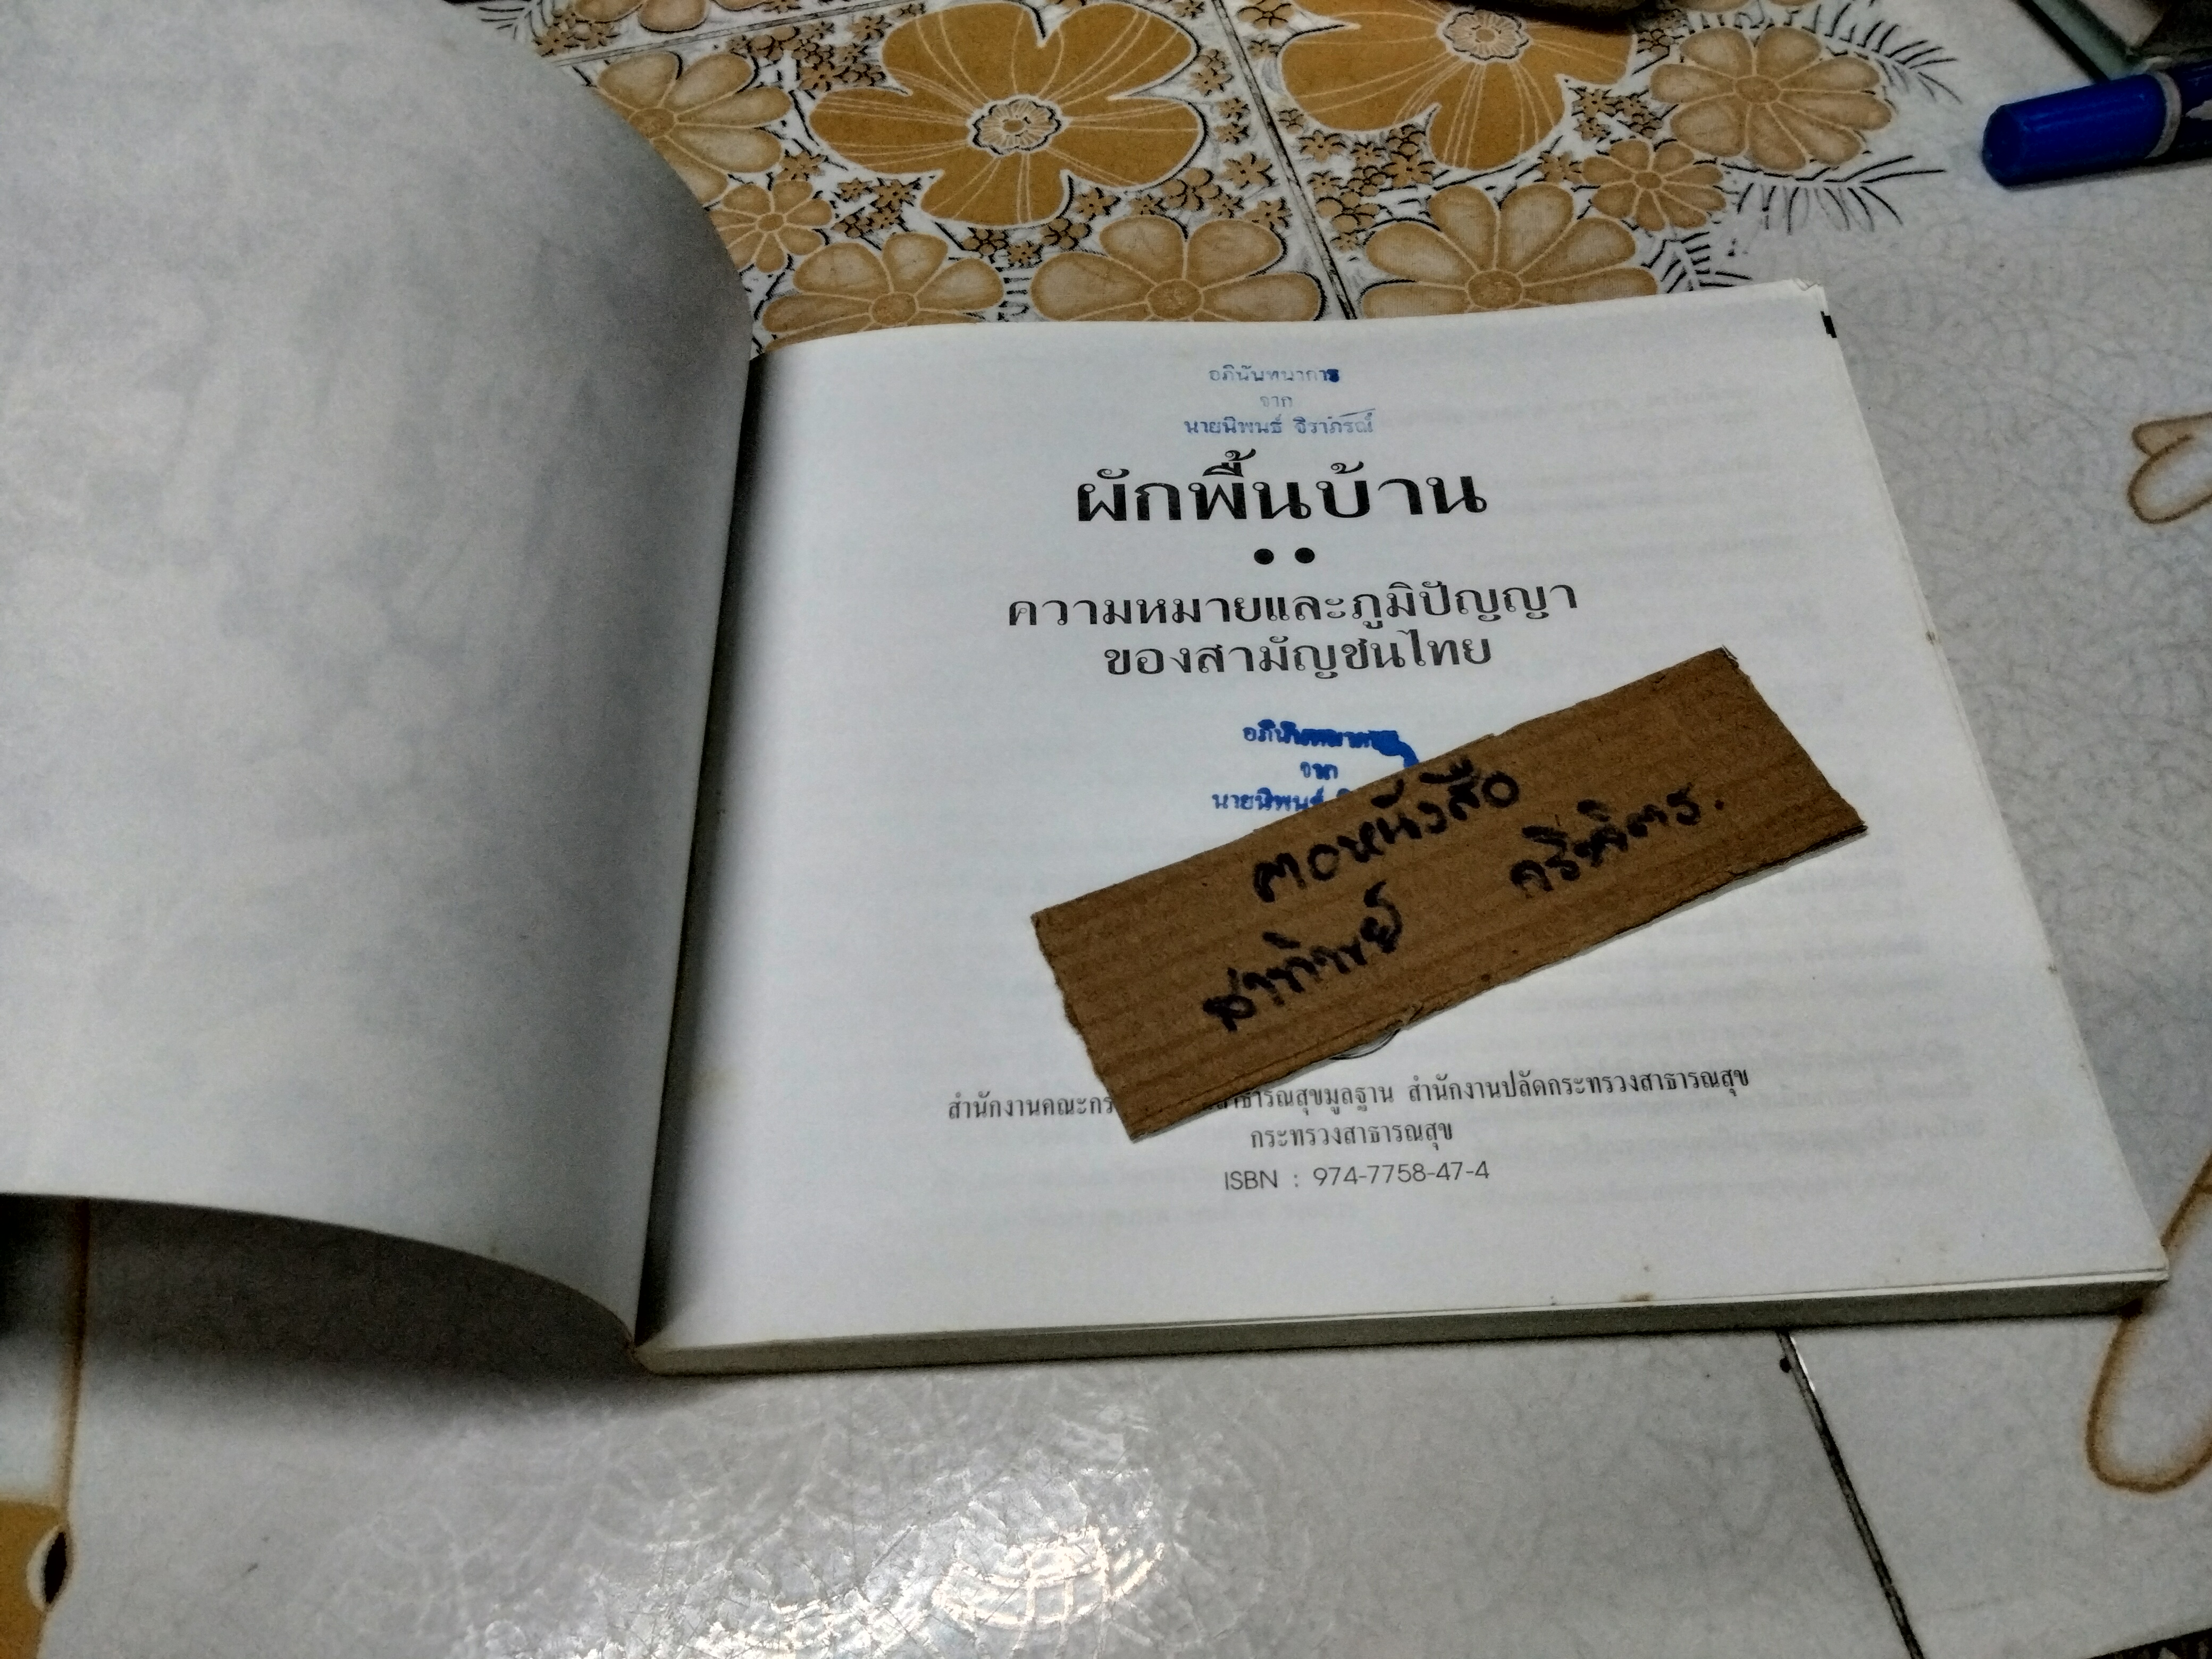 อภินันทนาการ
จาก
นายนิพนธ์ จิราภรณ์
ผักพื้นบ้าน
ความหมายและภูมิปัญญา
ของสามัญชนไทย
จาก
นายนิพนธ์
ฅอหนังสือ
สำนักงานคณะกร สาธารณสุขมูลฐาน สำนักงานปลัดกระทรวงสาธารณสุข
กระทรวงสาธารณสุข
ISBN : 974-7758-47-4